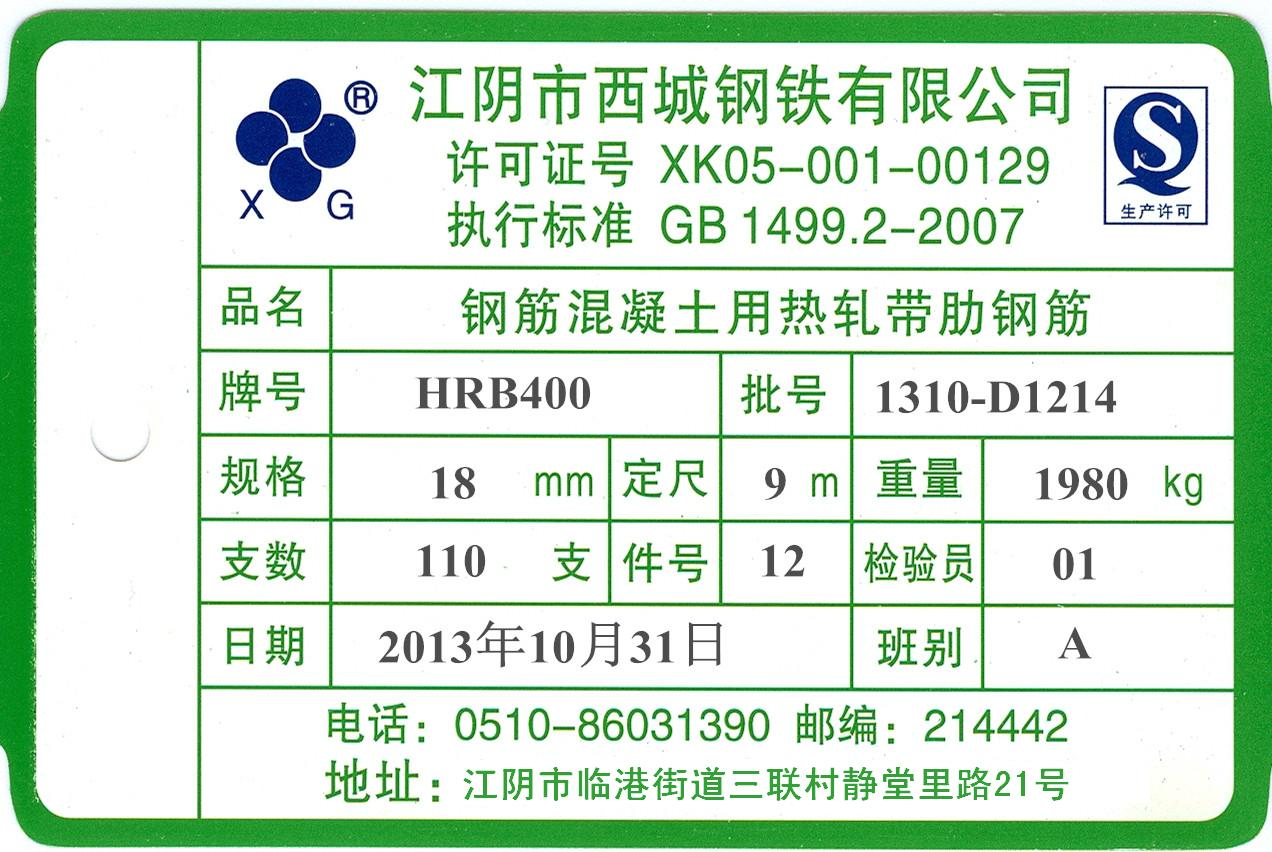 ®
X G
江阴市西城钢铁有限公司
许可证号 XK05-001-00129
执行标准 GB 1499.2-2007
S
生产许可
品名 钢筋混凝土用热轧带肋钢筋
牌号 HRB400 批号 1310-D1214
规格 18 mm 定尺 9 m 重量 1980 kg
支数 110 支 件号 12 检验员 01
日期 2013年10月31日 班别 A
电话：0510-86031390 邮编：214442
地址：江阴市临港街道三联村静堂里路21号